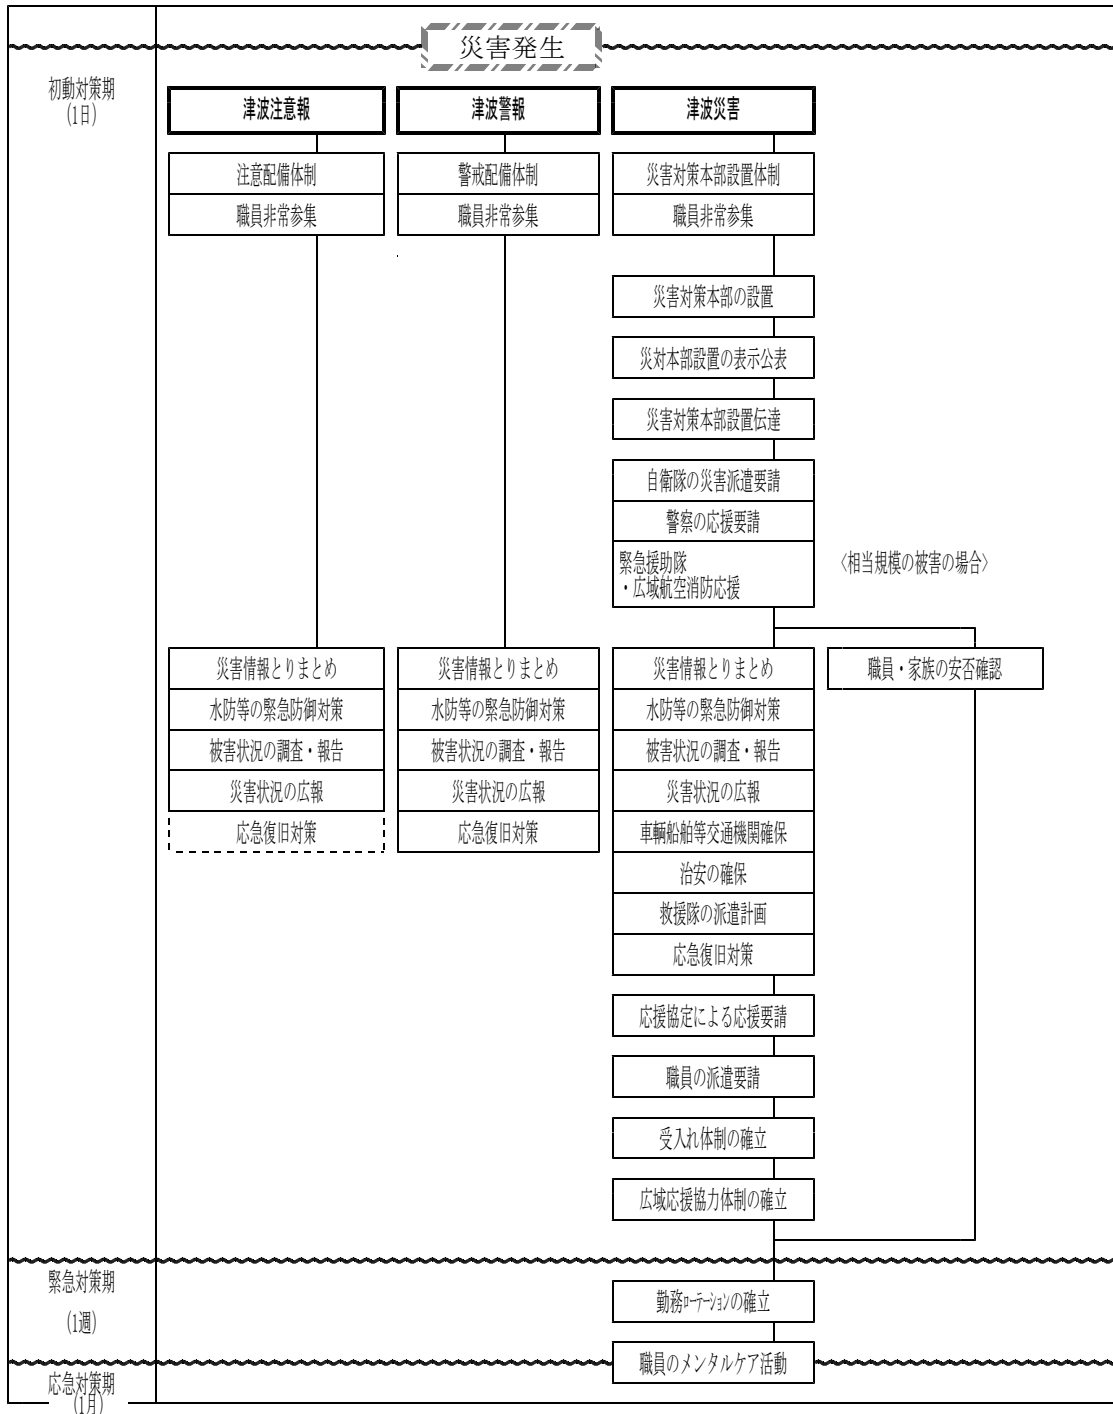 災害発生
初動対策期
(1日)
津波注意報
注意配備体制
職員非常参集
災害情報とりまとめ
水防等の緊急防御対策
被害状況の調査・報告
災害状況の広報
応急復旧対策
津波警報
警戒配備体制
職員非常参集
災害情報とりまとめ
水防等の緊急防御対策
被害状況の調査・報告
災害状況の広報
応急復旧対策
津波災害
災害対策本部設置体制
職員非常参集
災害対策本部の設置
災対本部設置の表示公表
災害対策本部設置伝達
自衛隊の災害派遣要請
警察の応援要請
緊急援助隊
・広域航空消防応援
〈相当規模の被害の場合〉
災害情報とりまとめ
水防等の緊急防御対策
被害状況の調査・報告
災害状況の広報
車輌船舶等交通機関確保
治安の確保
救援隊の派遣計画
応急復旧対策
職員・家族の安否確認
応援協定による応援要請
職員の派遣要請
受入れ体制の確立
広域応援協力体制の確立
緊急対策期
(1週)
勤務ﾛｰﾃｰｼｮﾝの確立
職員のメンタルケア活動
応急対策期
(1月)